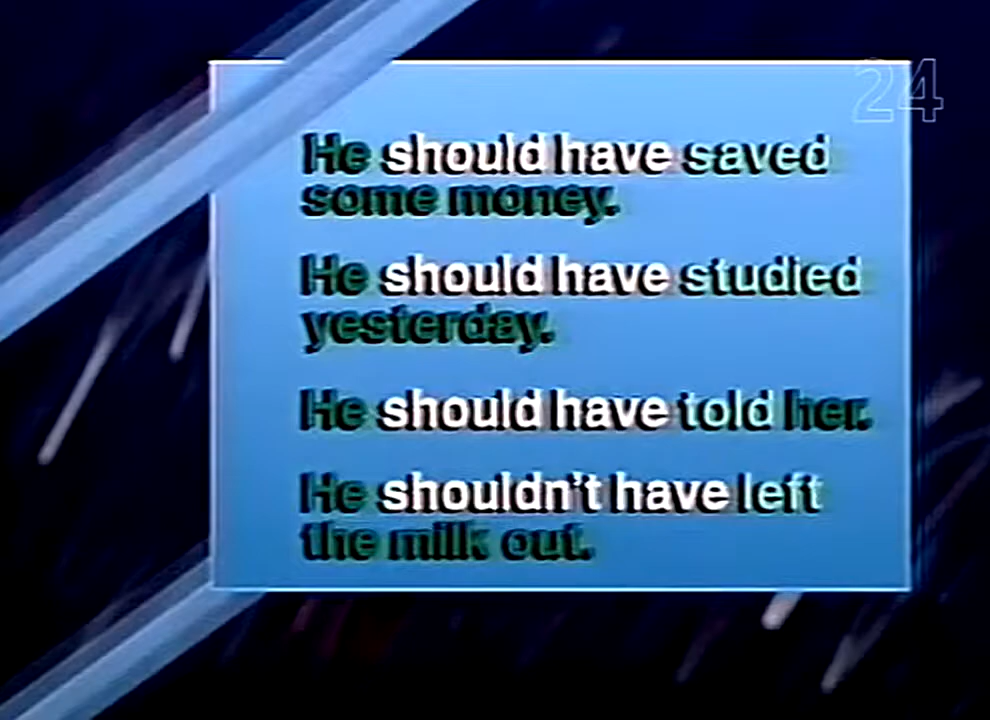 24
He should have saved
some money.
He should have studied
yesterday.
He should have told her.
He shouldn't have left
the milk out.